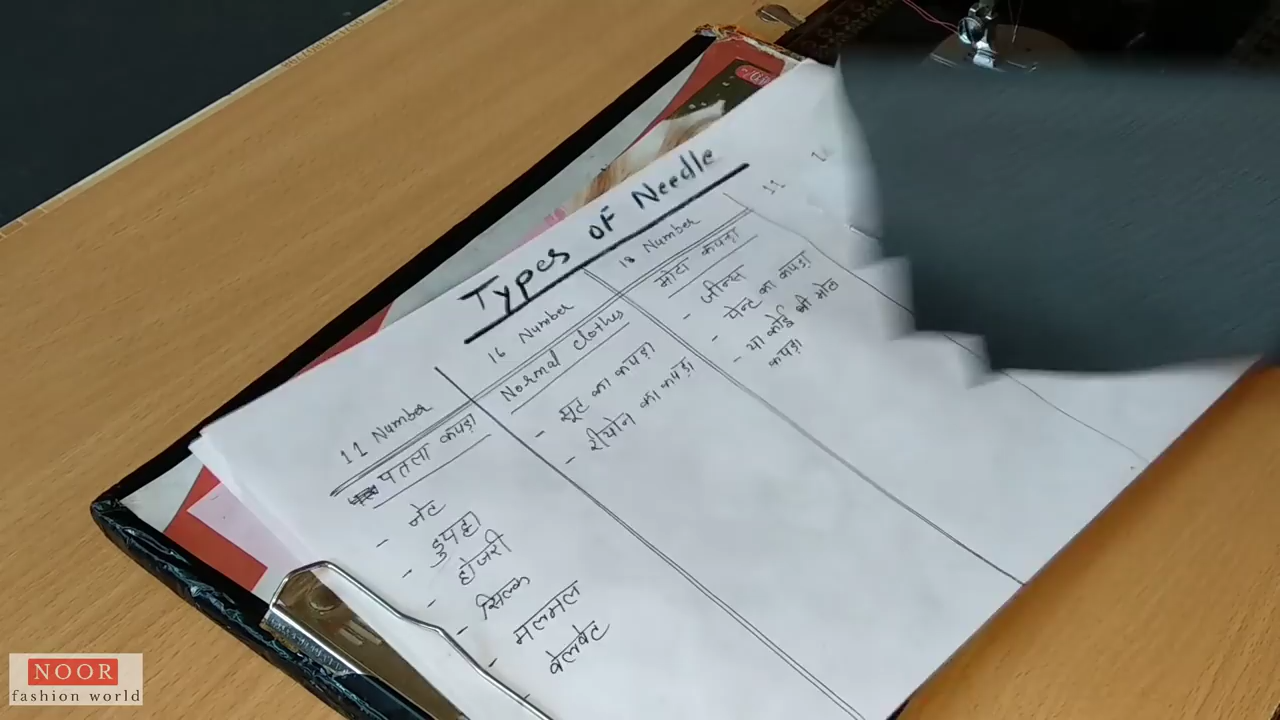 Types of Needle
11 Number
पतला कपड़ा
- नेट
- डुपट्टा
- होजरी
- सिल्क
- मलमल
- वेलवेट
16 Number
Normal clothes
- सूट का कपड़ा
- रीयोन का कपड़ा
18 Number
मोटा कपड़ा
- जीन्स
- पेन्ट का कपड़ा
- या कोई भी मोटा
कपड़ा
11
NOOR
fashion world